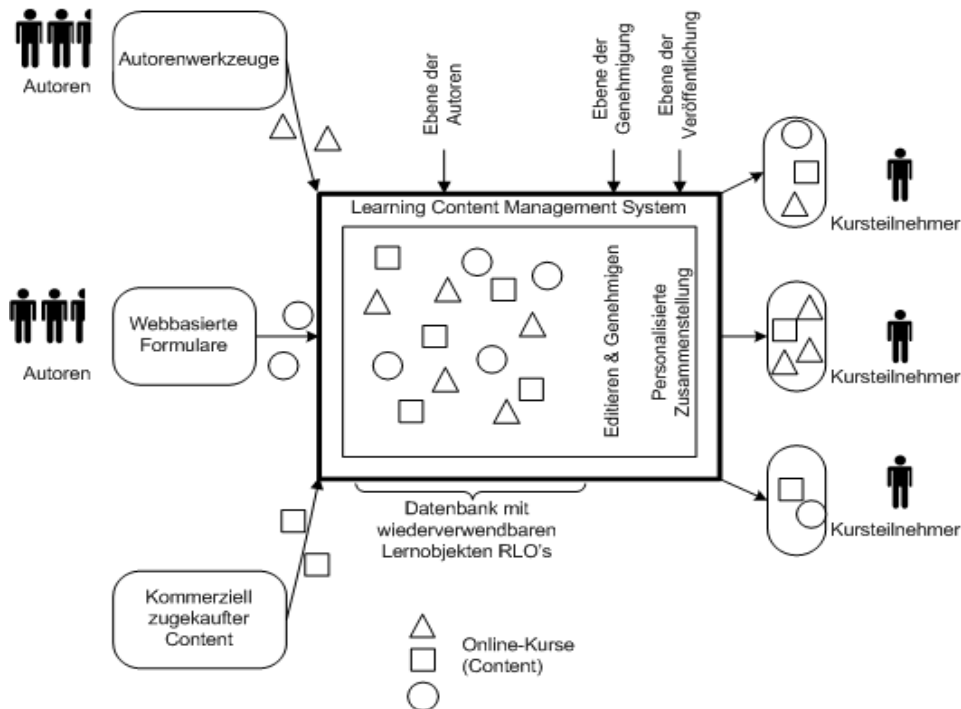 Autoren
Autorenwerkzeuge
Ebene der
Autoren
Ebene der
Genehmigung
Ebene der
Veröffentlichung
Learning Content Management System
Kursteilnehmer
Autoren
Webbasierte
Formulare
Editieren & Genehmigen
Personalisierte
Zusammenstellung
Kursteilnehmer
Datenbank mit
wiederverwendbaren
Lernobjekten RLO's
Kursteilnehmer
Kommerziell
zugekaufter
Content
Online-Kurse
(Content)